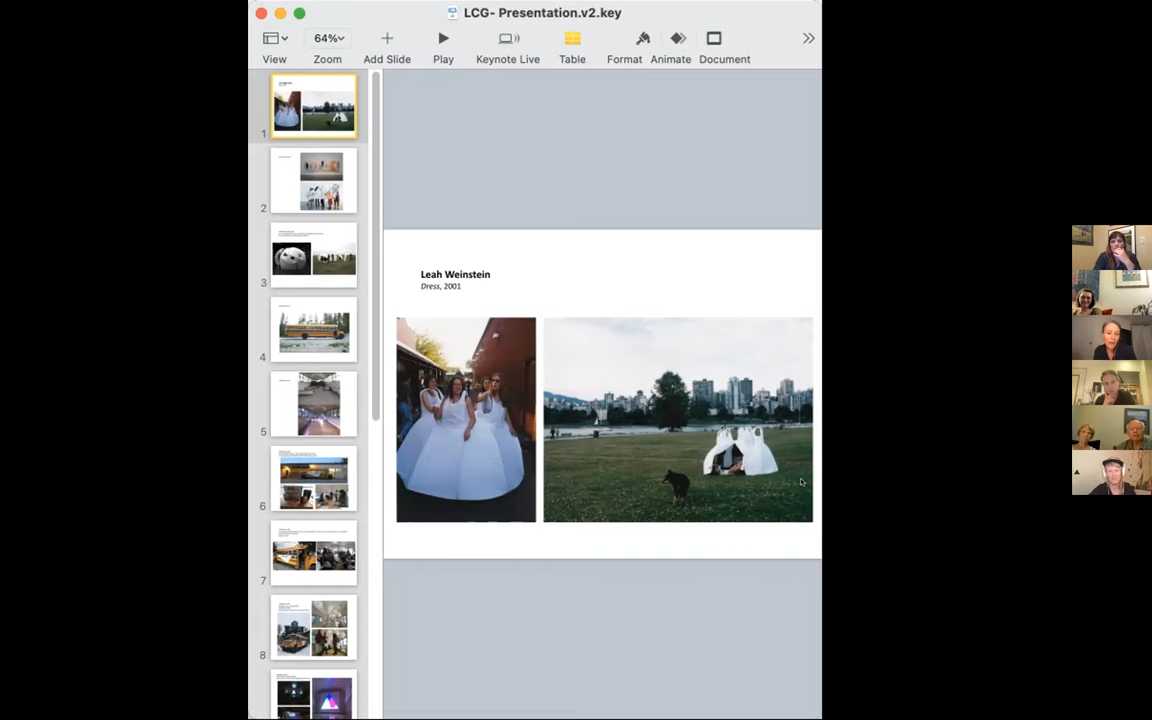 LCG- Presentation.v2.key
64%
View
Zoom
Add Slide
Play
Keynote Live
Table
Format
Animate
Document
1
2
3
4
5
6
7
8
Leah Weinstein
Dress, 2001